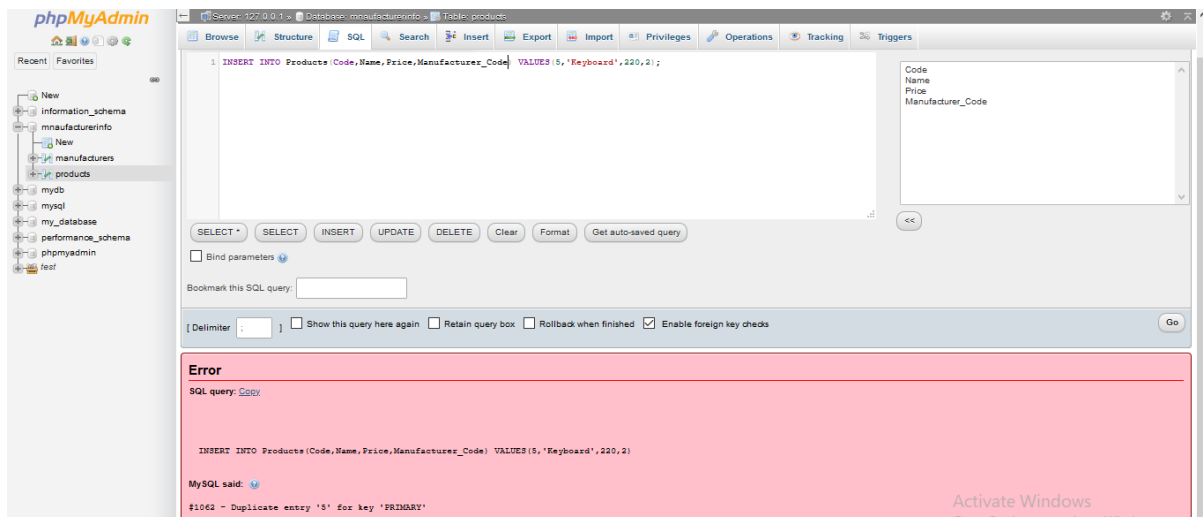 phpMyAdmin
Recent Favorites
New
information_schema
mnaufacturerinfo
New
manufacturers
products
mydb
mysql
my_database
performance_schema
phpmyadmin
test
Server: 127.0.0.1 » Database: mnaufacturerinfo » Table: products
Browse Structure SQL Search Insert Export Import Privileges Operations Tracking Triggers
1 INSERT INTO Products(Code,Name,Price,Manufacturer_Code) VALUES(5,'Keyboard',220,2);
Code
Name
Price
Manufacturer_Code
SELECT * SELECT INSERT UPDATE DELETE Clear Format Get auto-saved query
<<
Bind parameters
Bookmark this SQL query:
[ Delimiter ; ] Show this query here again Retain query box Rollback when finished Enable foreign key checks Go
Error
SQL query: Copy
INSERT INTO Products(Code,Name,Price,Manufacturer_Code) VALUES(5,'Keyboard',220,2)
MySQL said:
#1062 - Duplicate entry '5' for key 'PRIMARY'
Activate Windows